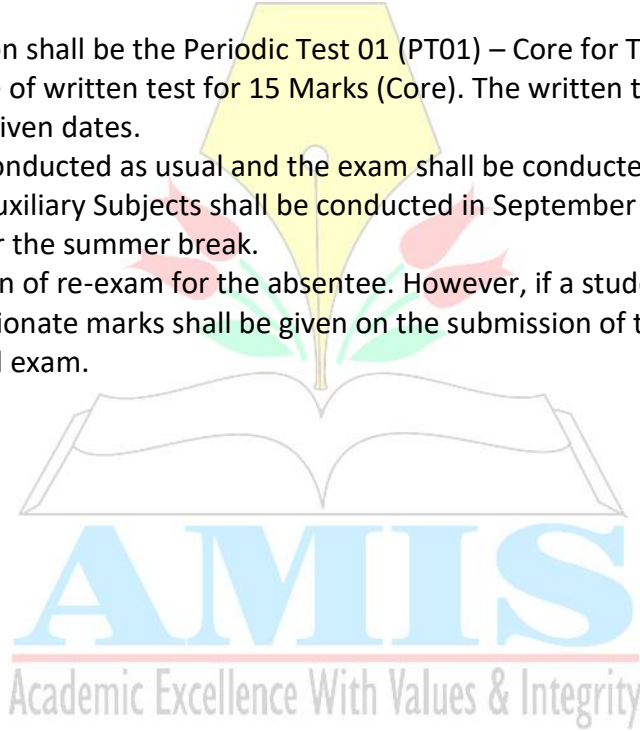 on shall be the Periodic Test 01 (PT01) – Core for T
of written test for 15 Marks (Core). The written t
iven dates.
onducted as usual and the exam shall be conducte
uxiliary Subjects shall be conducted in September
r the summer break.
n of re-exam for the absentee. However, if a stude
ionate marks shall be given on the submission of t
exam.
AMIS
Academic Excellence With Values & Integrity